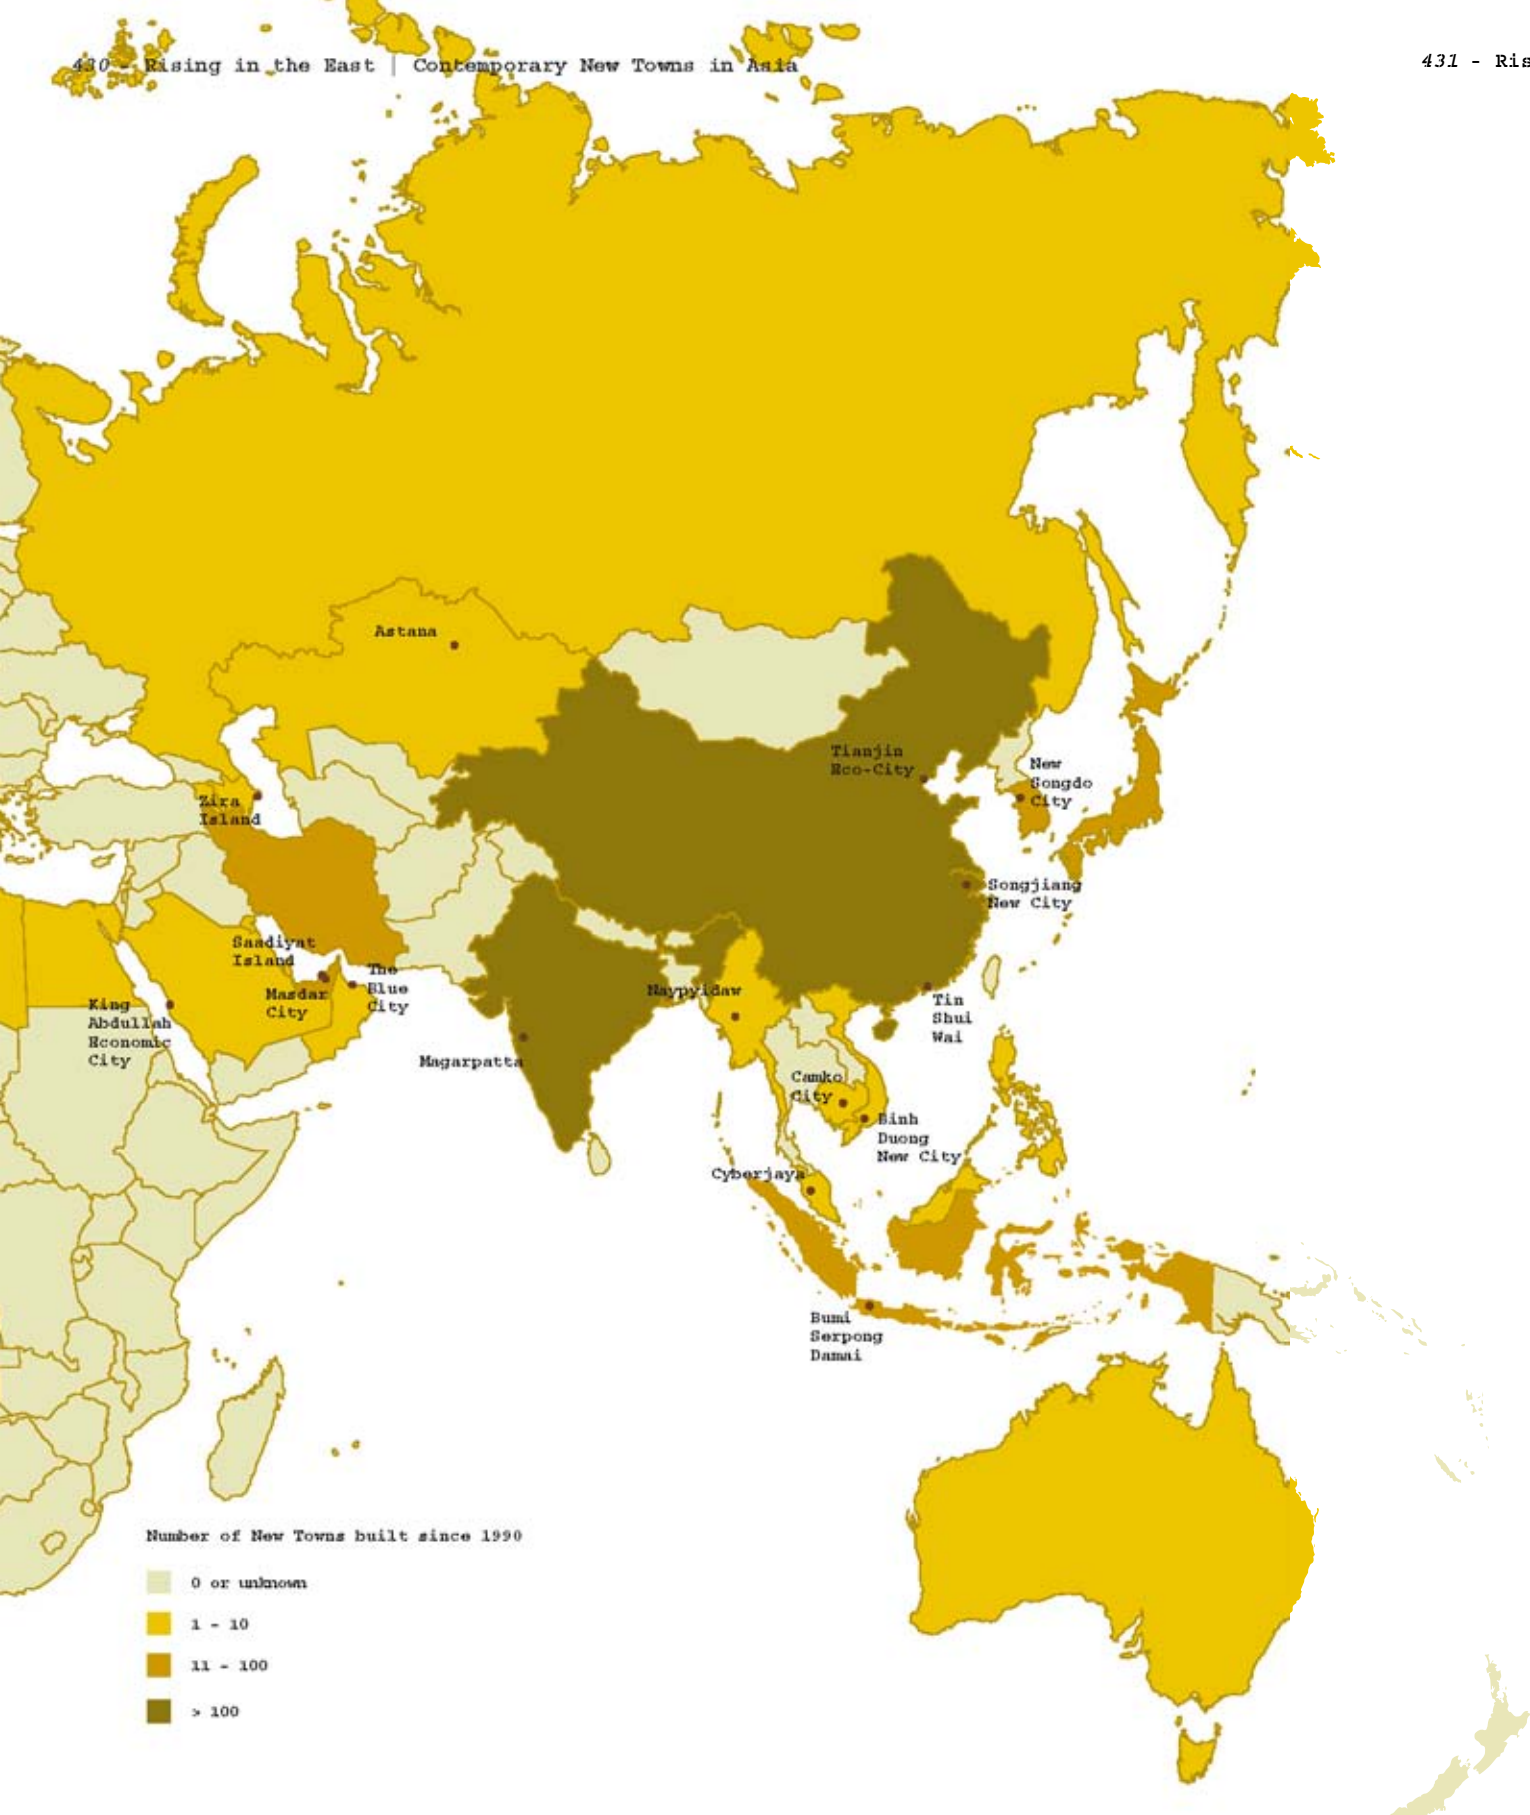 430 - Rising in the East | Contemporary New Towns in Asia
431 - Ris
Astana
Tianjin
Eco-City
New
Songdo
City
Zira
Island
Songjiang
New City
Saadiyat
Island
The
Blue
City
Masdar
City
King
Abdullah
Economic
City
Naypyidaw
Tin
Shui
Wai
Magarpatta
Camko
City
Binh
Duong
New City
Cyberjaya
Bumi
Serpong
Damai
Number of New Towns built since 1990
0 or unknown
1 - 10
11 - 100
> 100